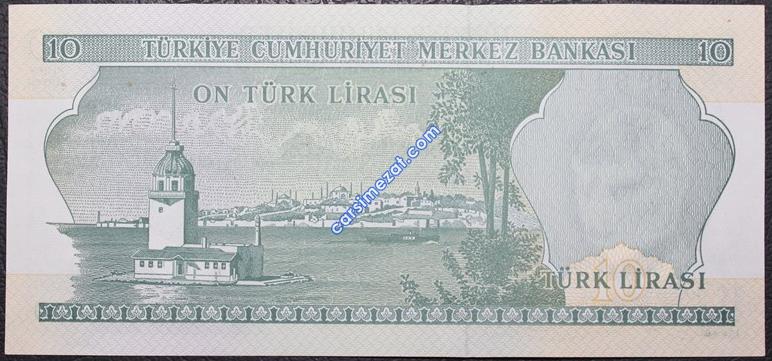 10 TÜRKİYE CUMHURİYET MERKEZ BANKASI 10
ON TÜRK LİRASI
carsimezat.com
10
TÜRK LİRASI